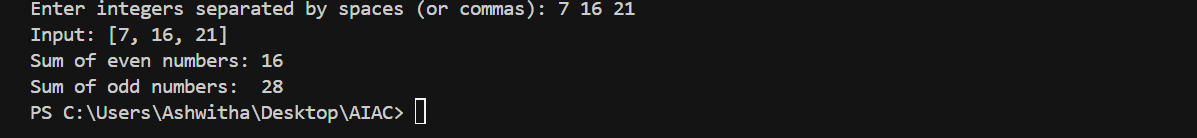 Enter integers separated by spaces (or commas): 7 16 21
Input: [7, 16, 21]
Sum of even numbers: 16
Sum of odd numbers:  28
PS C:\Users\Ashwitha\Desktop\AIAC>